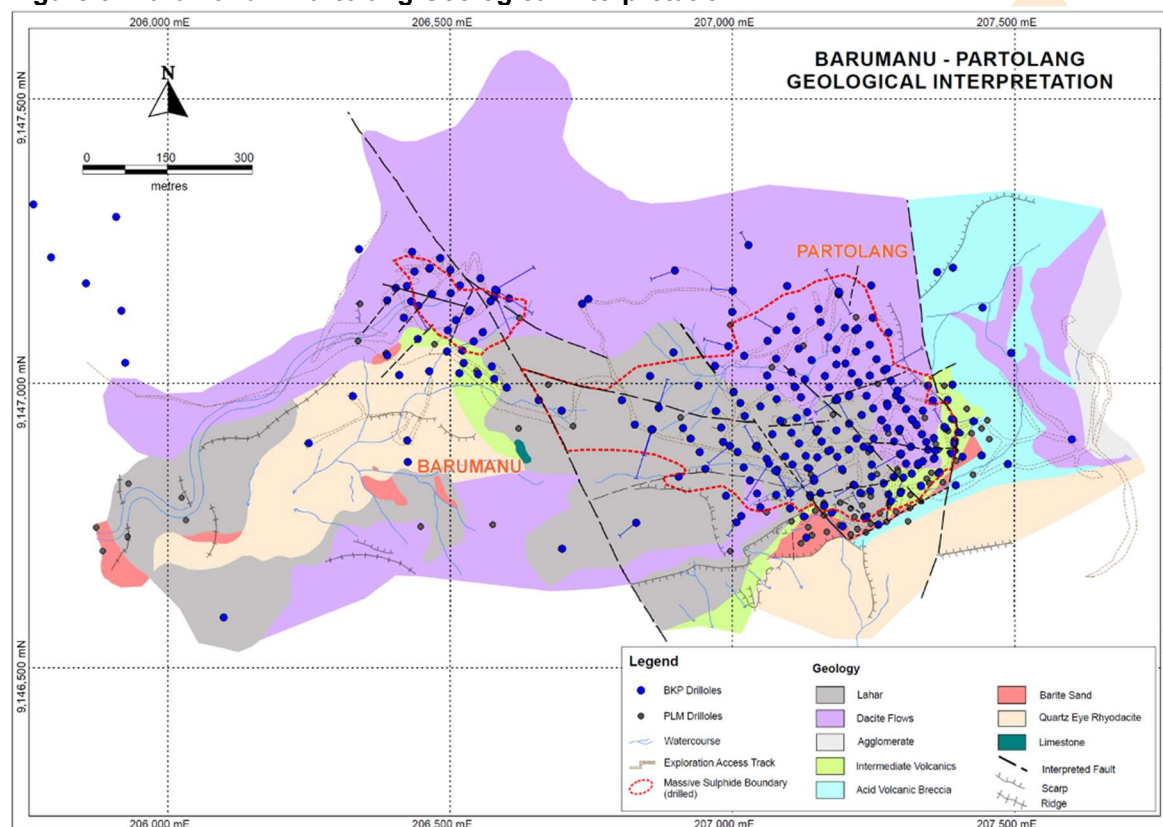 206,000 mE
206,500 mE
207,000 mE
207,500 mE
BARUMANU - PARTOLANG
GEOLOGICAL INTERPRETATION
9,147,500 mN
N
0 150 300
metres
PARTOLANG
9,147,000 mN
BARUMANU
9,146,500 mN
Legend
BKP Drilloles
PLM Drilloles
Watercourse
Exploration Access Track
Massive Sulphide Boundary
(drilled)
Geology
Lahar
Dacite Flows
Agglomerate
Intermediate Volcanics
Acid Volcanic Breccia
Barite Sand
Quartz Eye Rhyodacite
Limestone
Interpreted Fault
Scarp
Ridge
206,000 mE
206,500 mE
207,000 mE
207,500 mE